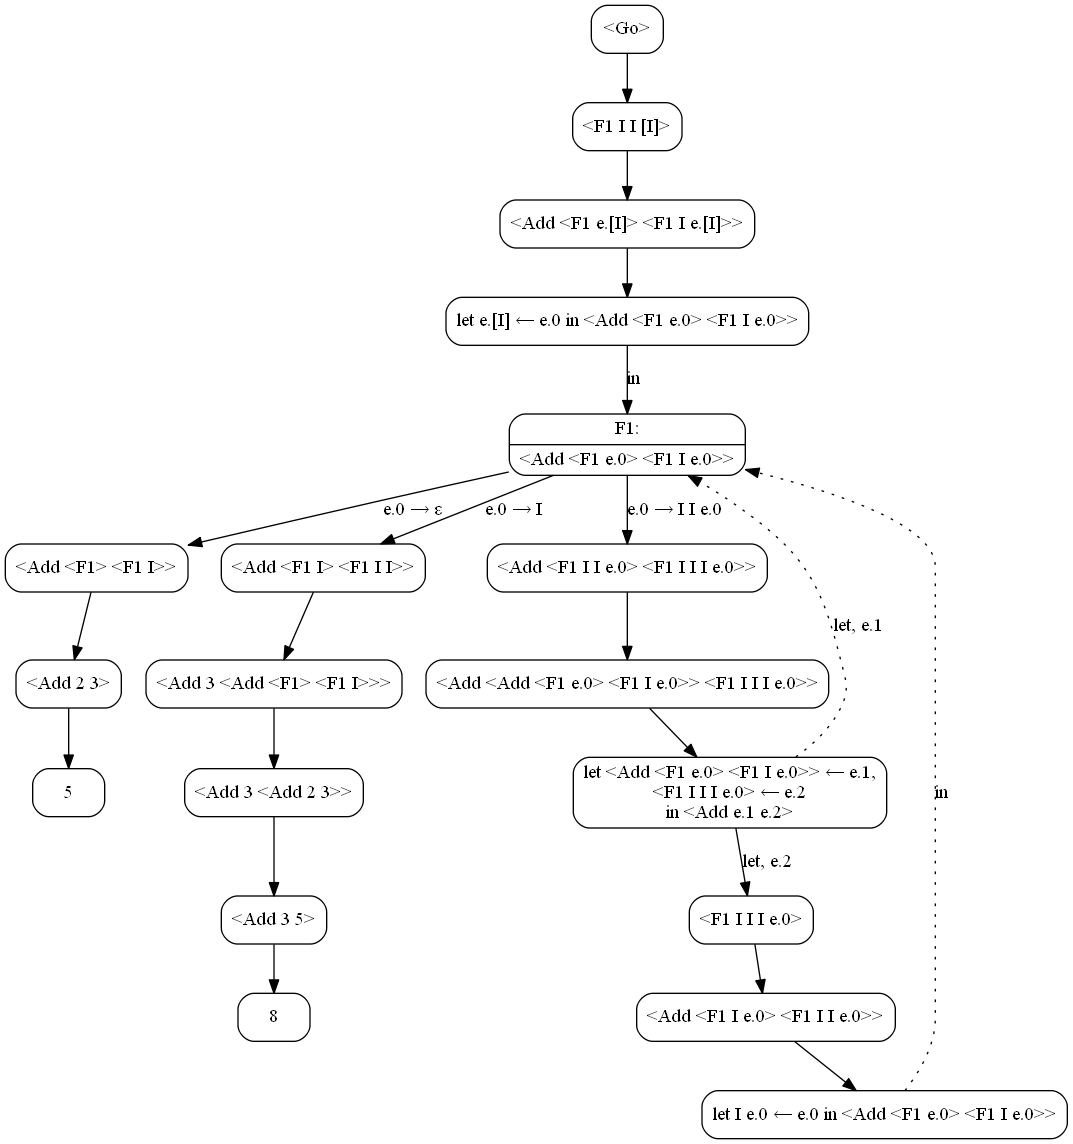 <Go>
<F1 I I [I]>
<Add <F1 e.[I]> <F1 I e.[I]>>
let e.[I] ← e.0 in <Add <F1 e.0> <F1 I e.0>>
in
F1:
<Add <F1 e.0> <F1 I e.0>>
e.0 → ε
e.0 → I
e.0 → I I e.0
<Add <F1> <F1 I>>
<Add <F1 I> <F1 I I>>
<Add <F1 I I e.0> <F1 I I I e.0>>
let, e.1
<Add 2 3>
<Add 3 <Add <F1> <F1 I>>>
<Add <Add <F1 e.0> <F1 I e.0>> <F1 I I I e.0>>
5
<Add 3 <Add 2 3>>
let <Add <F1 e.0> <F1 I e.0>> ← e.1,
<F1 I I I e.0> ← e.2
in <Add e.1 e.2>
in
let, e.2
<Add 3 5>
<F1 I I I e.0>
8
<Add <F1 I e.0> <F1 I I e.0>>
let I e.0 ← e.0 in <Add <F1 e.0> <F1 I e.0>>